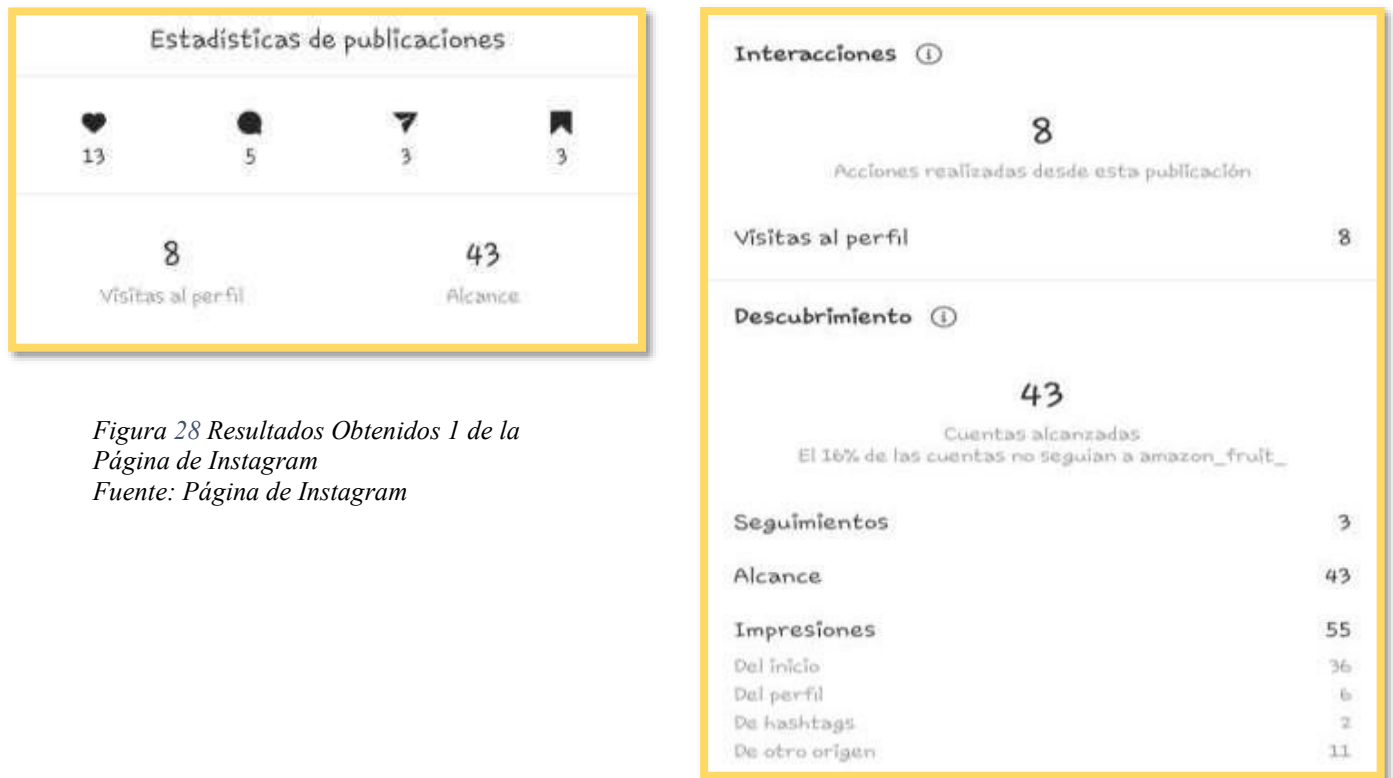 Estadísticas de publicaciones
13 5 3 3
8 43
Visitas al perfil Alcance
Figura 28 Resultados Obtenidos 1 de la
Página de Instagram
Fuente: Página de Instagram
Interacciones
8
Acciones realizadas desde esta publicación
Visitas al perfil 8
Descubrimiento
43
Cuentas alcanzadas
El 16% de las cuentas no seguían a amazon_fruit_
Seguimientos 3
Alcance 43
Impresiones 55
Del inicio 36
Del perfil 6
De hashtags 2
De otro origen 11